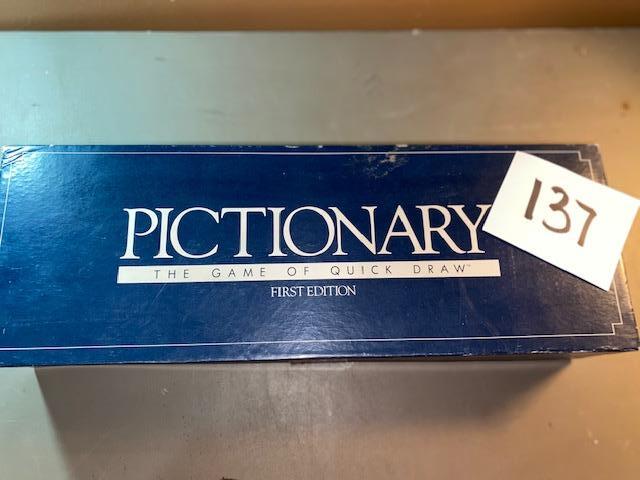 PICTIONARY
THE GAME OF QUICK DRAW™
FIRST EDITION
137